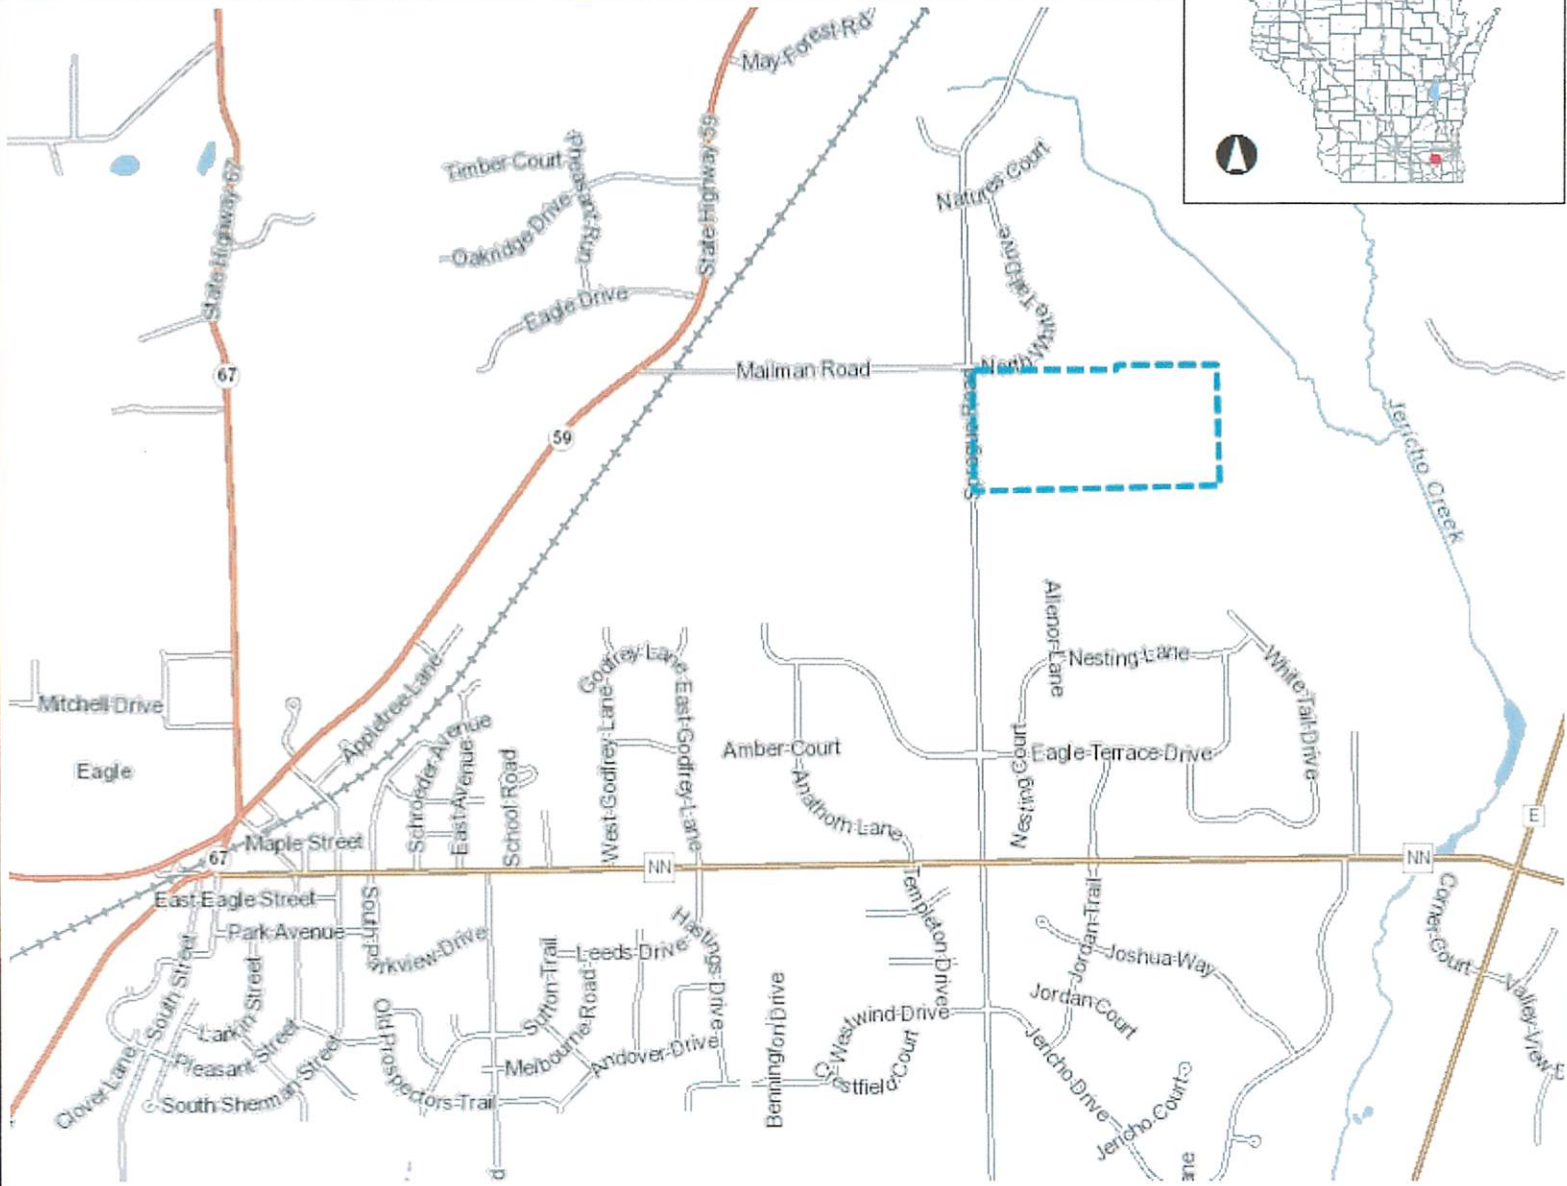 May Forest Rd
Timber Court
Pheasant Run
State Highway 59
Natures Court
State Highway 67
Oakridge Drive
White Tail Drive
Eagle Drive
67
Mailman Road
North
Sprague Road
59
Jericho Creek
Alienor Lane
Godfrey Lane
Nesting Lane
White Tail Drive
Mitchell Drive
Appletree Lane
Schroeder Avenue
East Avenue
School Road
West Godfrey Lane
East Godfrey Lane
Amber Court
Nesting Court
Eagle Terrace Drive
Eagle
Anathorn Lane
E
Maple Street
67
NN
NN
East Eagle Street
South P
Templeton Drive
Jordan Trail
Corner Court
Park Avenue
rkview Drive
Hastings Drive
Sutton Trail
Leeds Drive
Joshua Way
South Street
Larkin Street
Old Prospectors Trail
Melbourne Road
Bennington Drive
Westwind Drive
Jordan Court
Valley View D
Pleasant Street
Andover Drive
Crestfield Court
Jericho Drive
Clover Lane
South Sherman Street
Jericho Court
d
ne